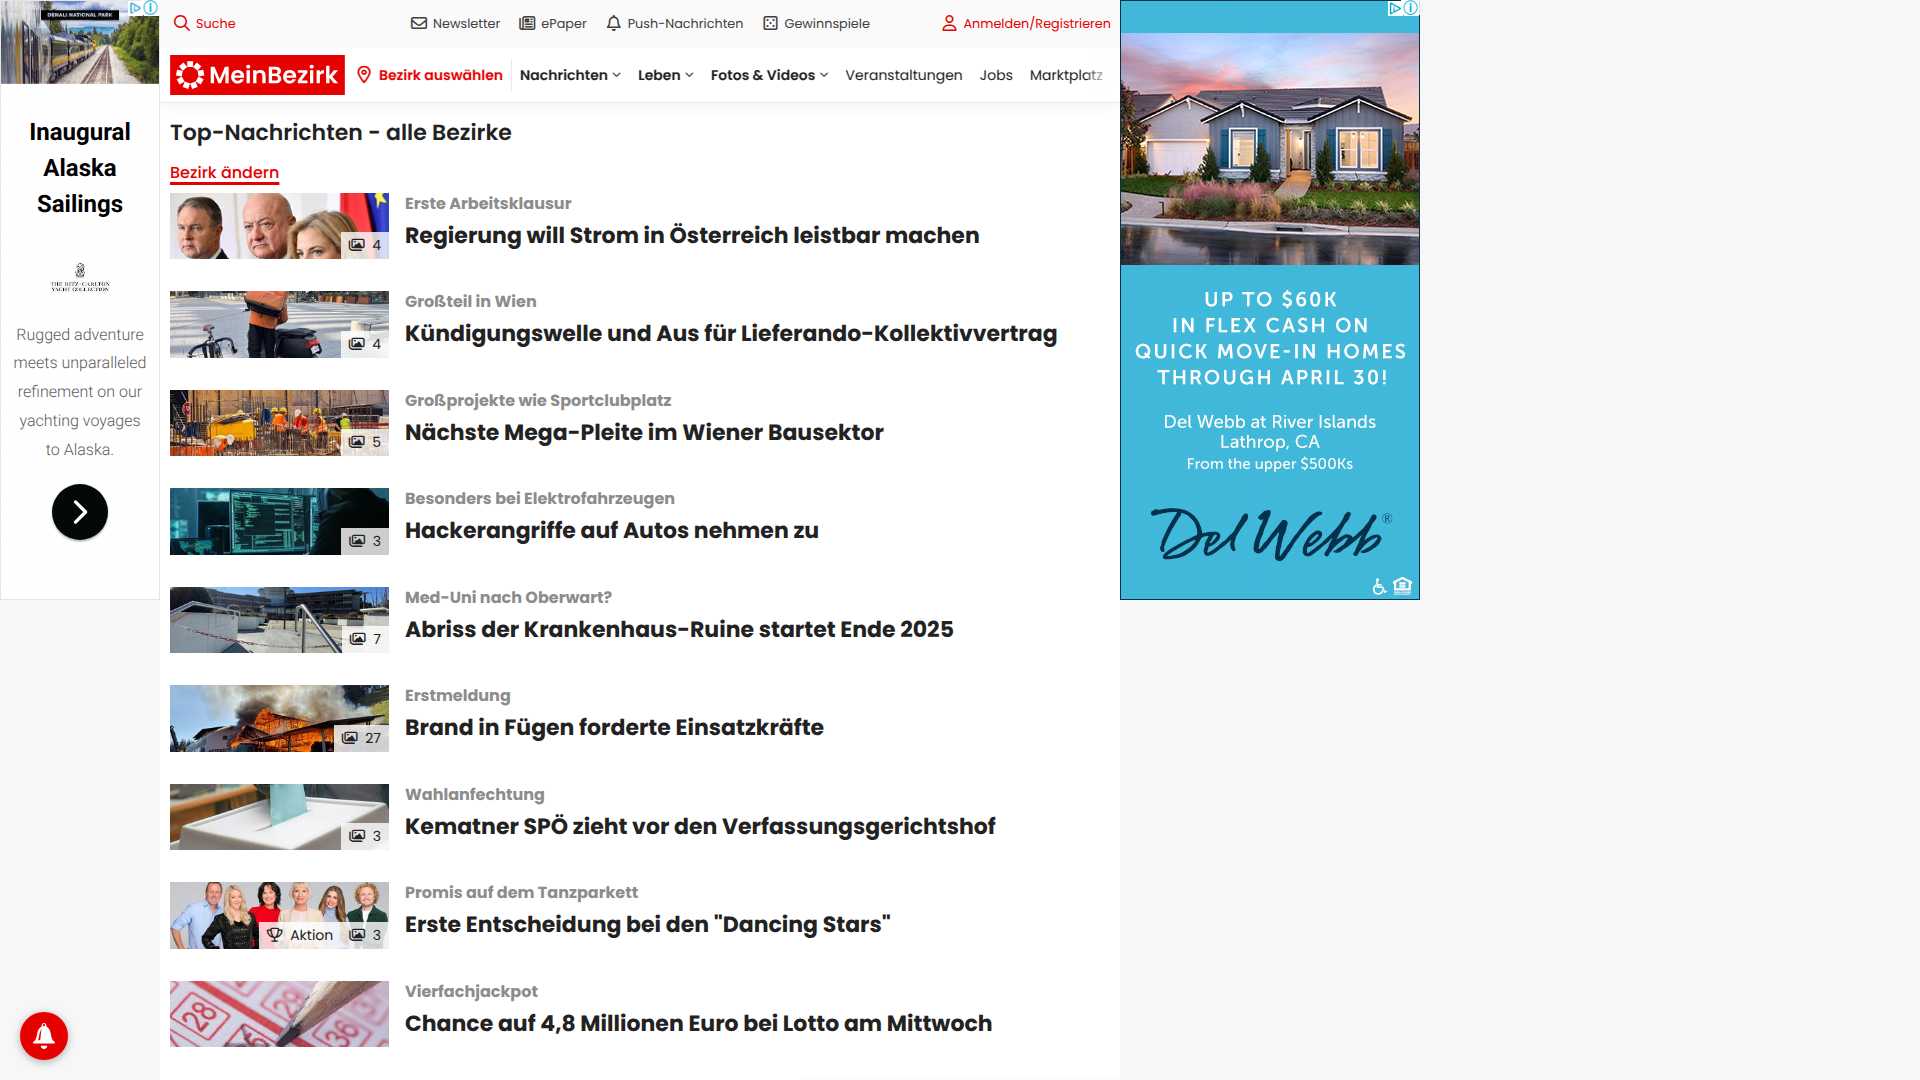 DENALI NATIONAL PARK
Inaugural
Alaska
Sailings
THE RITZ-CARLTON
YACHT COLLECTION
Rugged adventure
meets unparalleled
refinement on our
yachting voyages
to Alaska.
Suche
Newsletter
ePaper
Push-Nachrichten
Gewinnspiele
Anmelden/Registrieren
MeinBezirk
Bezirk auswählen
Nachrichten
Leben
Fotos & Videos
Veranstaltungen
Jobs
Marktplatz
Top-Nachrichten - alle Bezirke
Bezirk ändern
4
Erste Arbeitsklausur
Regierung will Strom in Österreich leistbar machen
4
Großteil in Wien
Kündigungswelle und Aus für Lieferando-Kollektivvertrag
5
Großprojekte wie Sportclubplatz
Nächste Mega-Pleite im Wiener Bausektor
3
Besonders bei Elektrofahrzeugen
Hackerangriffe auf Autos nehmen zu
7
Med-Uni nach Oberwart?
Abriss der Krankenhaus-Ruine startet Ende 2025
27
Erstmeldung
Brand in Fügen forderte Einsatzkräfte
3
Wahlanfechtung
Kematner SPÖ zieht vor den Verfassungsgerichtshof
Aktion 3
Promis auf dem Tanzparkett
Erste Entscheidung bei den "Dancing Stars"
28 29 36
Vierfachjackpot
Chance auf 4,8 Millionen Euro bei Lotto am Mittwoch
UP TO $60K
IN FLEX CASH ON
QUICK MOVE-IN HOMES
THROUGH APRIL 30!
Del Webb at River Islands
Lathrop, CA
From the upper $500Ks
Del Webb®